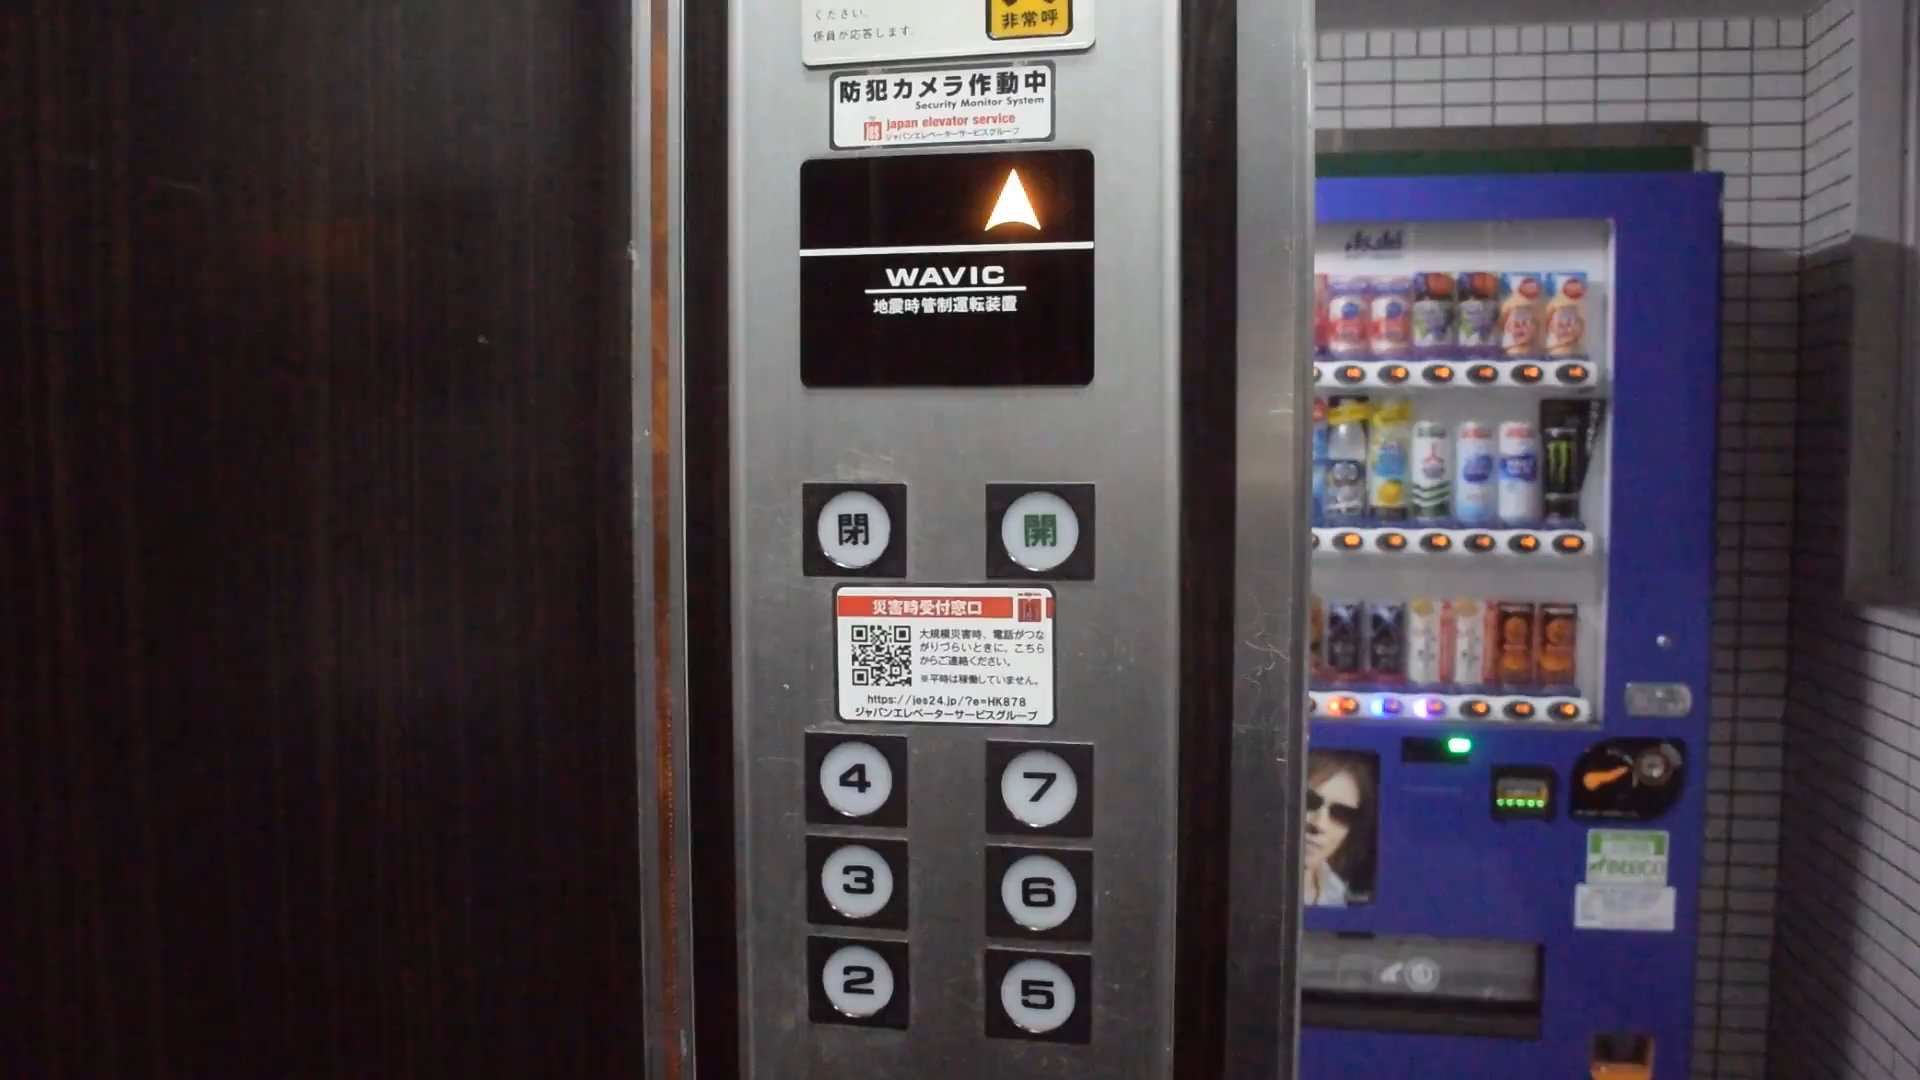 ください。
係員が応答します。
非常呼
防犯カメラ作動中
Security Monitor System
jes
japan elevator service
ジャパンエレベーターサービスグループ
WAVIC
地震時管制運転装置
閉
開
災害時受付窓口
大規模災害時、電話がつな
がりづらいときに、こちら
からご連絡ください。
※平時は稼働していません。
https://jes24.jp/?e=HK878
ジャパンエレベーターサービスグループ
4
7
3
6
2
5
Asahi